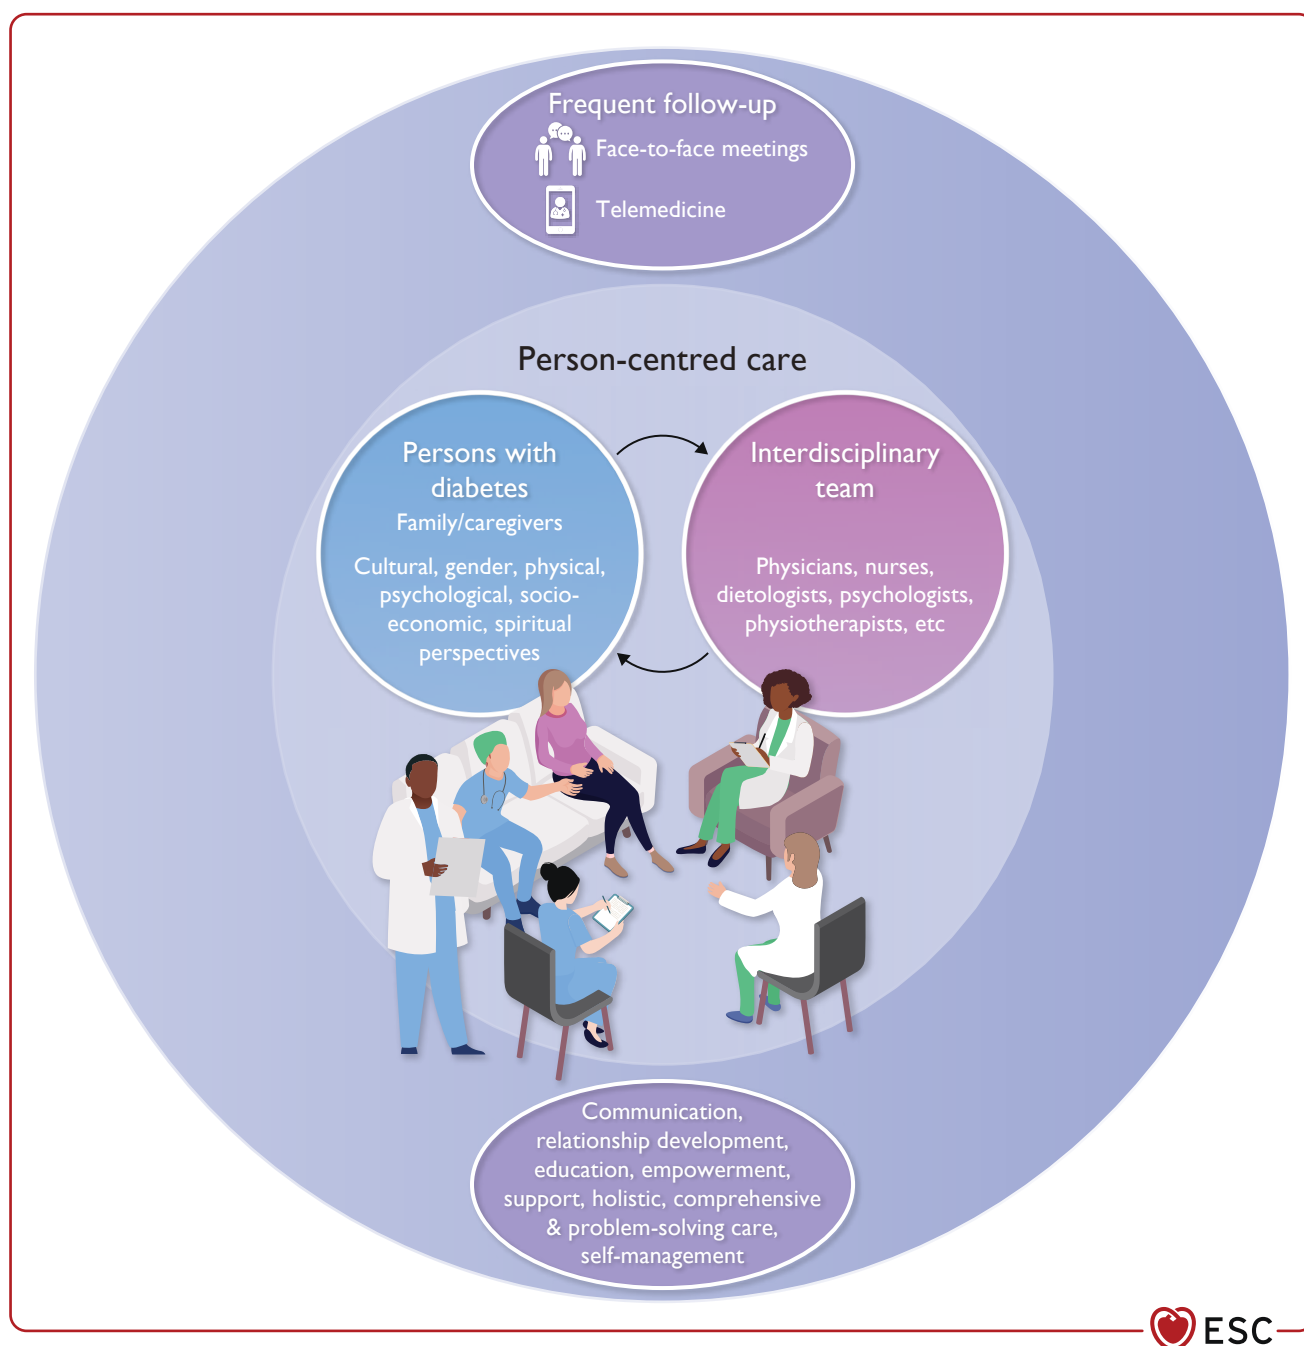 Frequent follow-up
Face-to-face meetings
Telemedicine
Person-centred care
Persons with
diabetes
Family/caregivers
Cultural, gender, physical,
psychological, socio-
economic, spiritual
perspectives
Interdisciplinary
team
Physicians, nurses,
dietologists, psychologists,
physiotherapists, etc
Communication,
relationship development,
education, empowerment,
support, holistic, comprehensive
& problem-solving care,
self-management
ESC